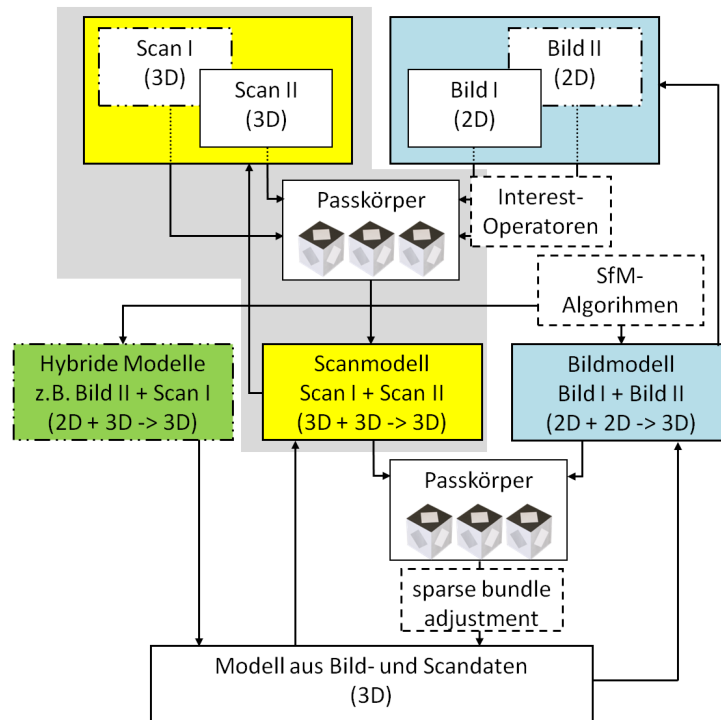 Scan I
(3D)
Scan II
(3D)
Bild II
(2D)
Bild I
(2D)
Passkörper
Interest-
Operatoren
SfM-
Algorihmen
Hybride Modelle
z.B. Bild II + Scan I
(2D + 3D -> 3D)
Scanmodell
Scan I + Scan II
(3D + 3D -> 3D)
Bildmodell
Bild I + Bild II
(2D + 2D -> 3D)
Passkörper
sparse bundle
adjustment
Modell aus Bild- und Scandaten
(3D)